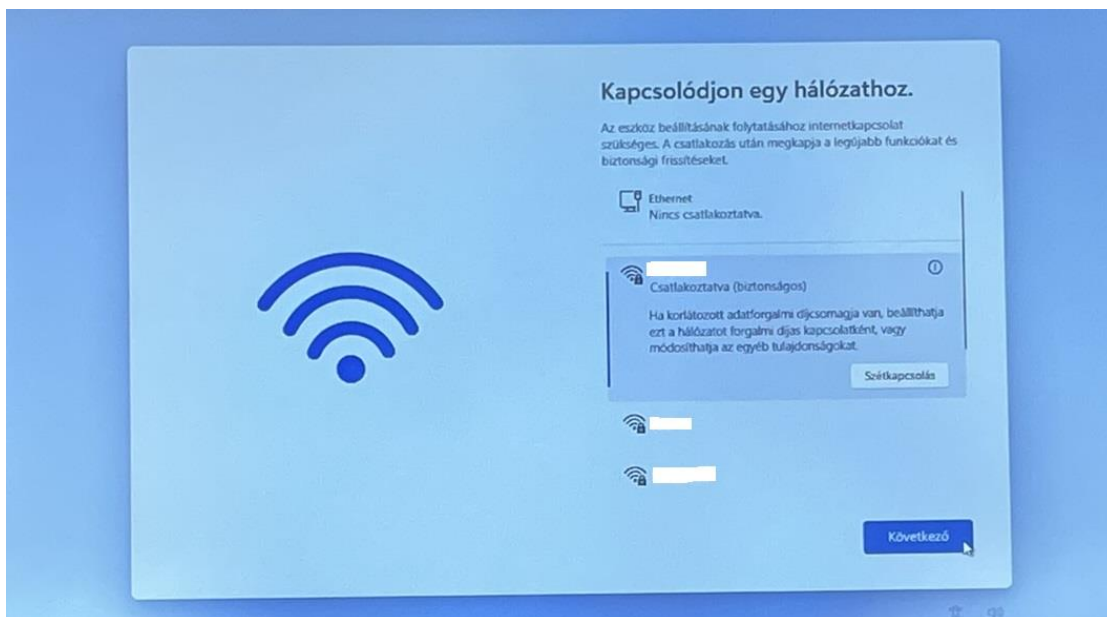 Kapcsolódjon egy hálózathoz.
Az eszköz beállításának folytatásához internetkapcsolat
szükséges. A csatlakozás után megkapja a legújabb funkciókat és
biztonsági frissítéseket.
Ethernet
Nincs csatlakoztatva.
Csatlakoztatva (biztonságos)
Ha korlátozott adatforgalmi díjcsomagja van, beállíthatja
ezt a hálózatot forgalmi díjas kapcsolatként, vagy
módosíthatja az egyéb tulajdonságokat.
Szétkapcsolás
Következő